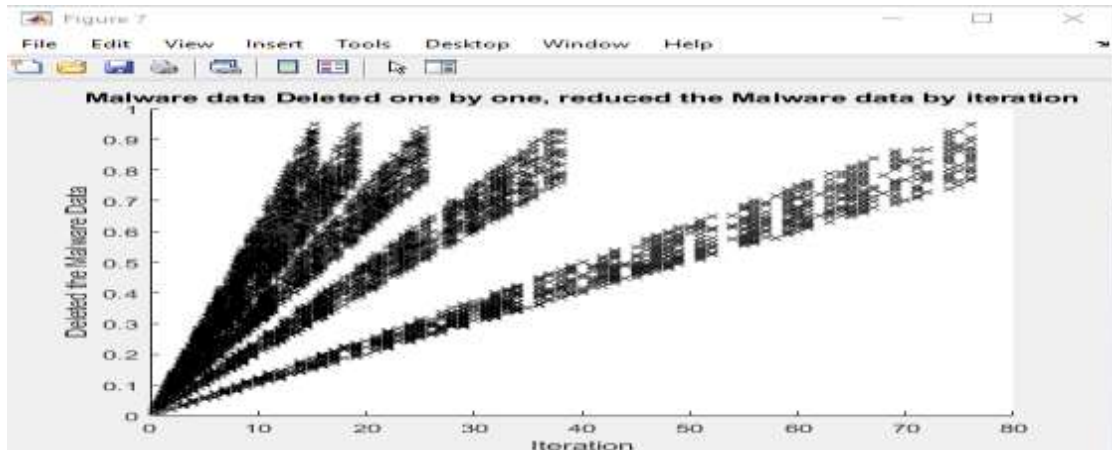 Figure 7
File Edit View Insert Tools Desktop Window Help
Malware data Deleted one by one, reduced the Malware data by iteration
Deleted the Malware Data
1
0.9
0.8
0.7
0.6
0.5
0.4
0.3
0.2
0.1
0
0 10 20 30 40 50 60 70 80
Iteration